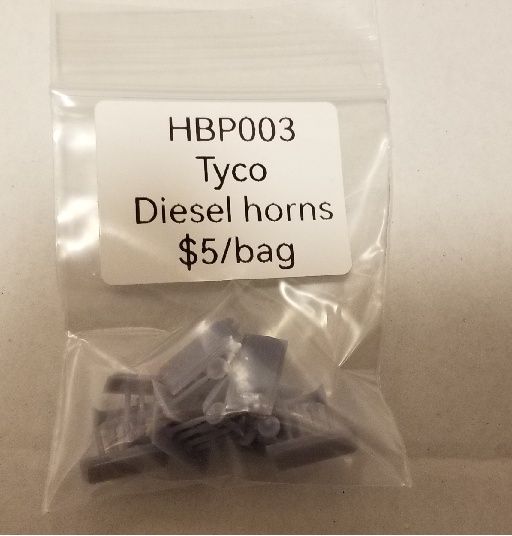 HBP003
Tyco
Diesel horns
$5/bag